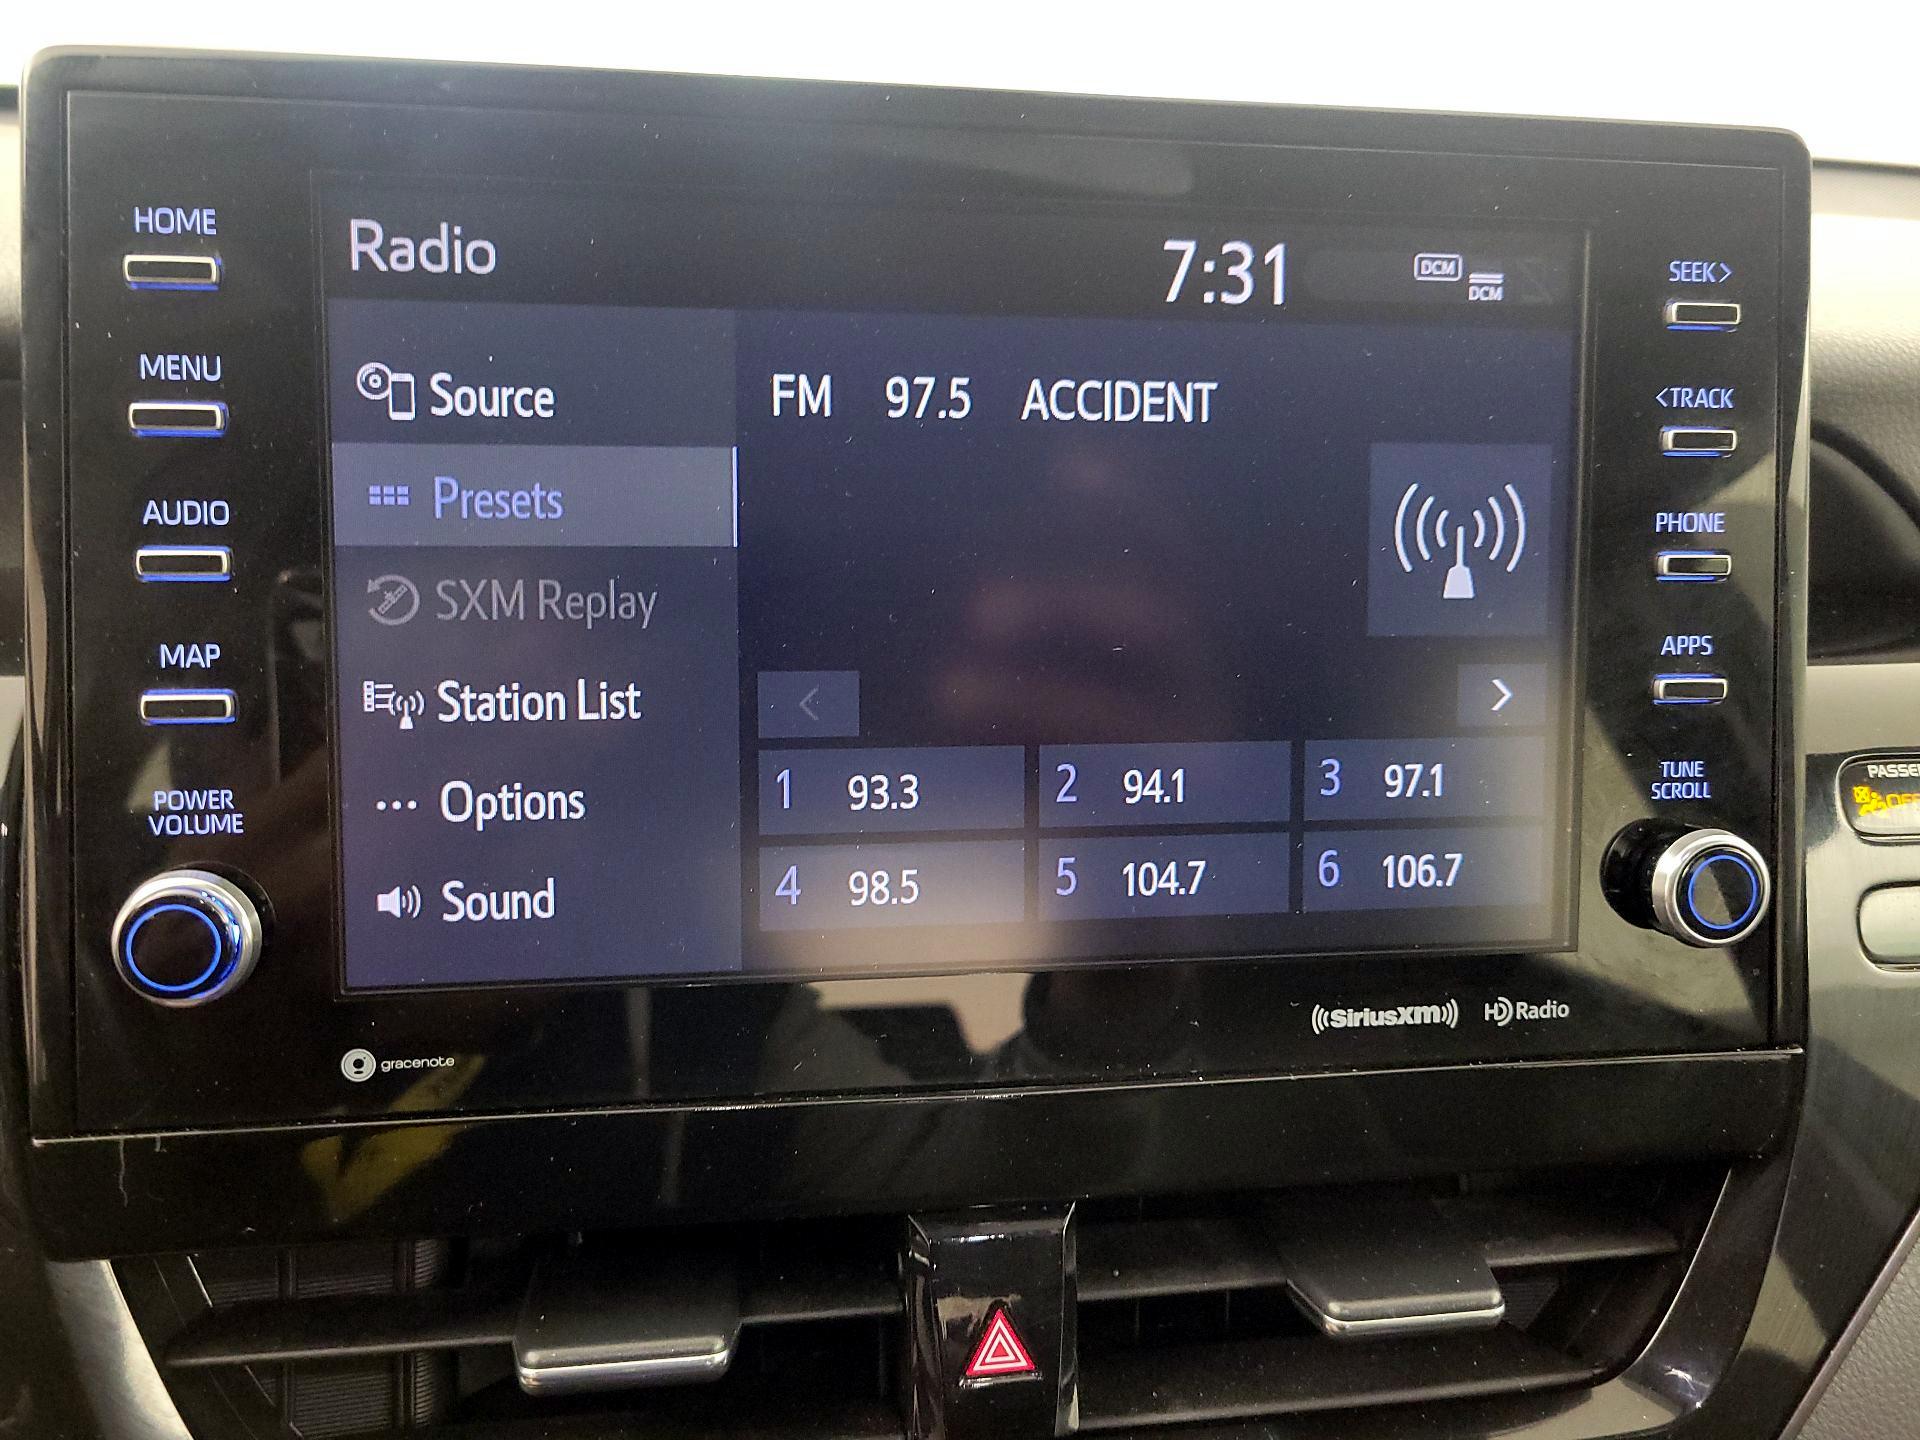 HOME
MENU
AUDIO
MAP
POWER
VOLUME
Radio
7:31
DCM
DCM
Source
Presets
SXM Replay
Station List
Options
Sound
FM 97.5 ACCIDENT
<
>
1 93.3
2 94.1
3 97.1
4 98.5
5 104.7
6 106.7
SEEK>
<TRACK
PHONE
APPS
TUNE
SCROLL
gracenote
SiriusXM
HD Radio